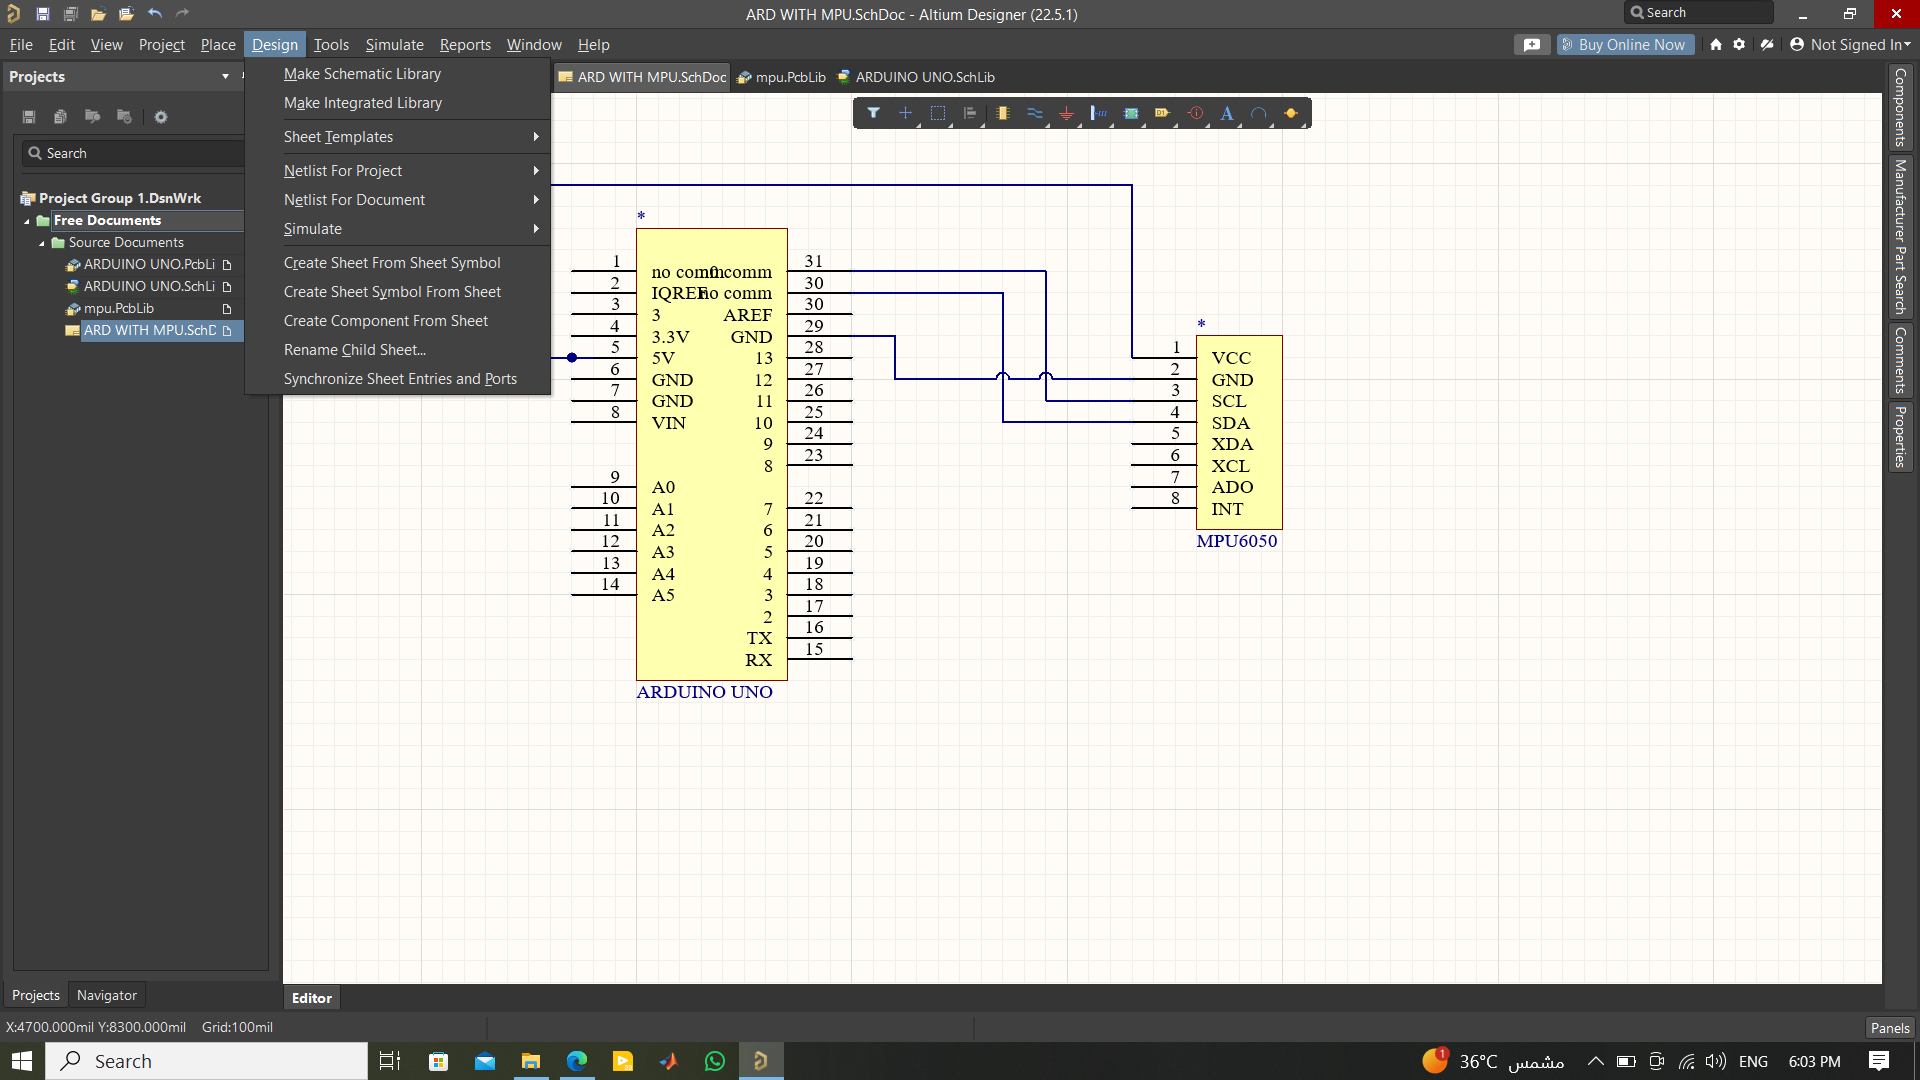 ARD WITH MPU.SchDoc - Altium Designer (22.5.1)
Search
File Edit View Project Place Design Tools Simulate Reports Window Help
Buy Online Now
Not Signed In
Projects
Search
Project Group 1.DsnWrk
Free Documents
Source Documents
ARDUINO UNO.PcbLi
ARDUINO UNO.SchLi
mpu.PcbLib
ARD WITH MPU.SchD
Make Schematic Library
Make Integrated Library
Sheet Templates
Netlist For Project
Netlist For Document
Simulate
Create Sheet From Sheet Symbol
Create Sheet Symbol From Sheet
Create Component From Sheet
Rename Child Sheet...
Synchronize Sheet Entries and Ports
ARD WITH MPU.SchDoc mpu.PcbLib ARDUINO UNO.SchLib
*
1 no comm comm 31
2 IQREF no comm 30
3 3 AREF 30
4 3.3V GND 29
5 5V 13 28
6 GND 12 27
7 GND 11 26
8 VIN 10 25
9 24
8 23
9 A0
10 A1 7 22
11 A2 6 21
12 A3 5 20
13 A4 4 19
14 A5 3 18
2 17
TX 16
RX 15
ARDUINO UNO
*
1 VCC
2 GND
3 SCL
4 SDA
5 XDA
6 XCL
7 ADO
8 INT
MPU6050
Components
Manufacturer Part Search
Comments
Properties
Projects Navigator
Editor
X:4700.000mil Y:8300.000mil Grid:100mil
Panels
Search
1
36°C مشمس
ENG
6:03 PM